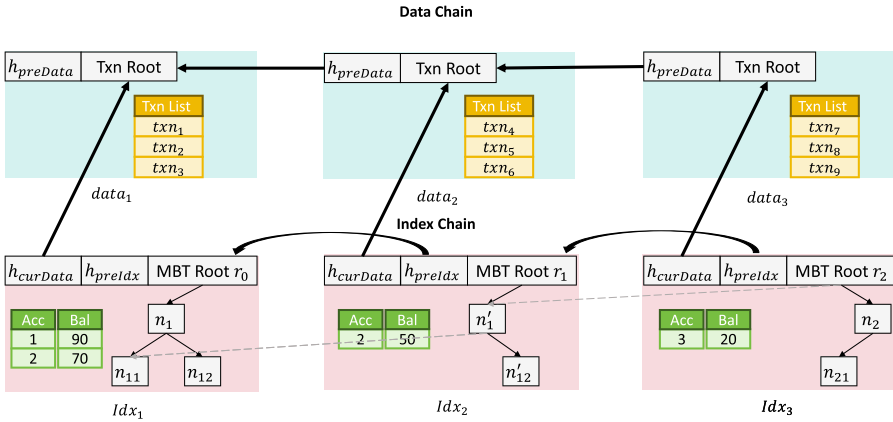 Data Chain
h_preData Txn Root h_preData Txn Root h_preData Txn Root
Txn List Txn List Txn List
txn_1 txn_4 txn_7
txn_2 txn_5 txn_8
txn_3 txn_6 txn_9
data_1 data_2 data_3
Index Chain
h_curData h_preIdx MBT Root r_0 h_curData h_preIdx MBT Root r_1 h_curData h_preIdx MBT Root r_2
Acc Bal n_1 Acc Bal n'_1 Acc Bal n_2
1 90 2 50 3 20
2 70
n_11 n_12 n'_12 n_21
Idx_1 Idx_2 Idx_3